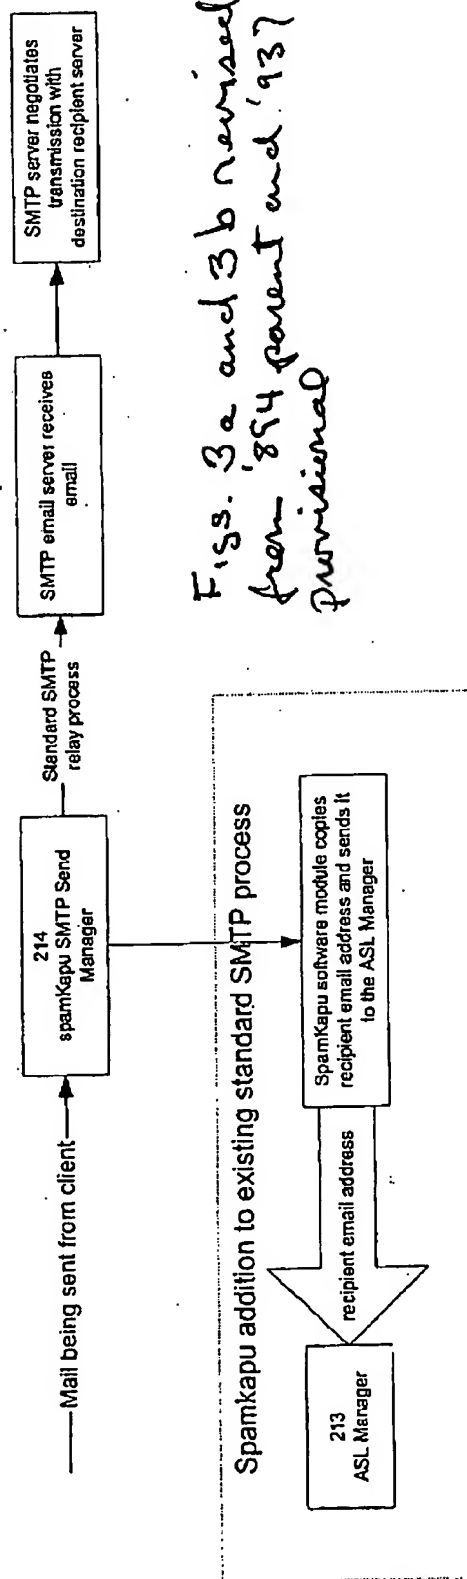 Mail being sent from client
214
spamKapu SMTP Send
Manager
Standard SMTP
relay process
SMTP email server receives
email
SMTP server negotiates
transmission with
destination recipient server
Spamkapu addition to existing standard SMTP process
SpamKapu software module copies
recipient email address and sends it
to the ASL Manager
recipient email address
213
ASL Manager
Figs. 3a and 3b revised
from '894 parent and '937
provisional